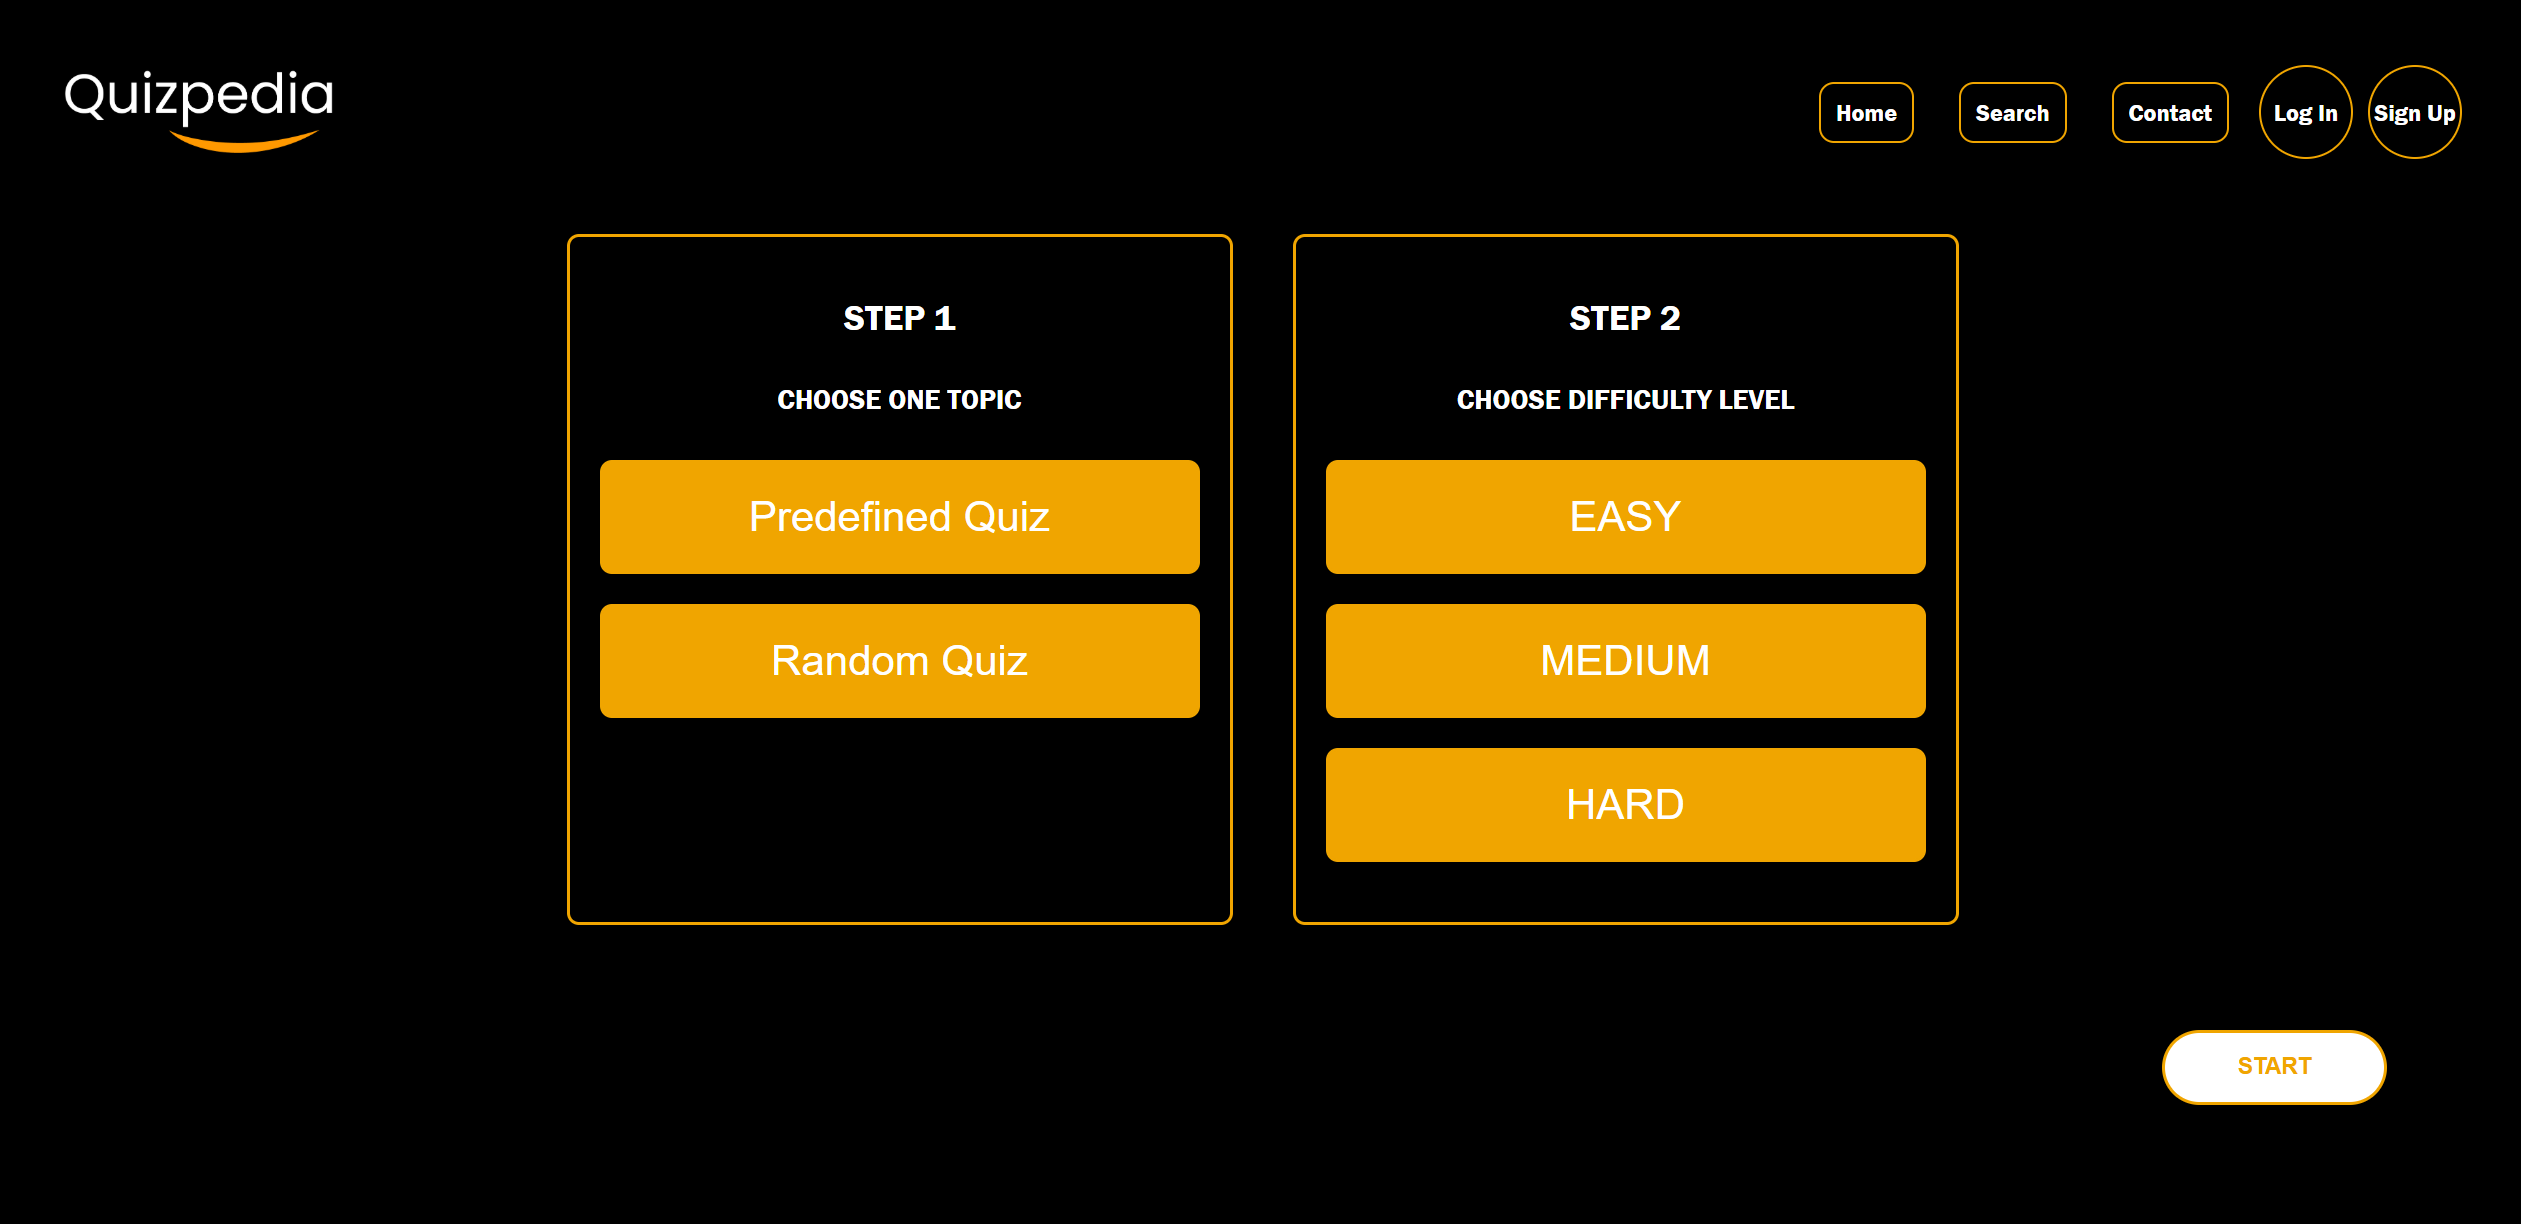 Quizpedia
Home
Search
Contact
Log In
Sign Up
STEP 1
CHOOSE ONE TOPIC
Predefined Quiz
Random Quiz
STEP 2
CHOOSE DIFFICULTY LEVEL
EASY
MEDIUM
HARD
START